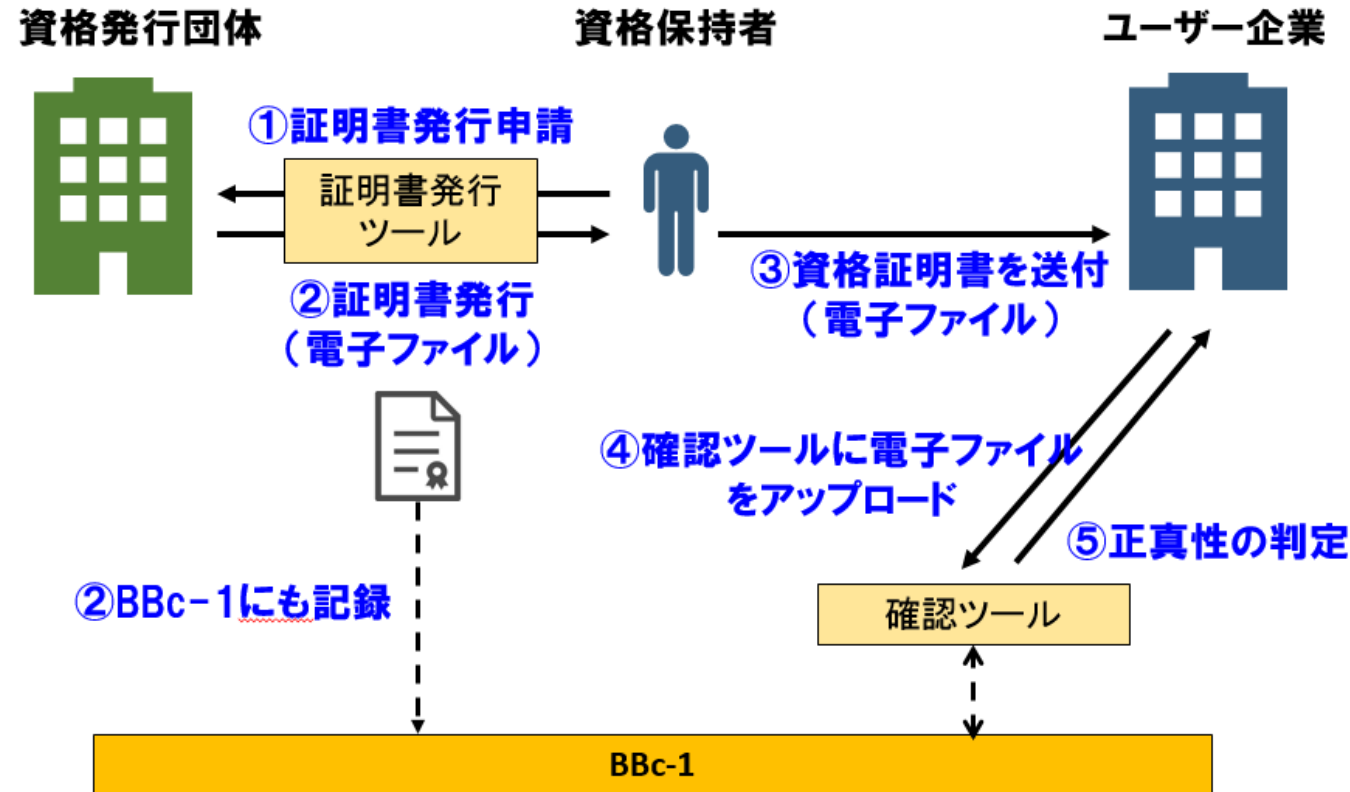 資格発行団体
資格保持者
ユーザー企業
①証明書発行申請
証明書発行
ツール
②証明書発行
（電子ファイル）
③資格証明書を送付
（電子ファイル）
④確認ツールに電子ファイル
をアップロード
⑤正真性の判定
②BBc-1にも記録
確認ツール
BBc-1